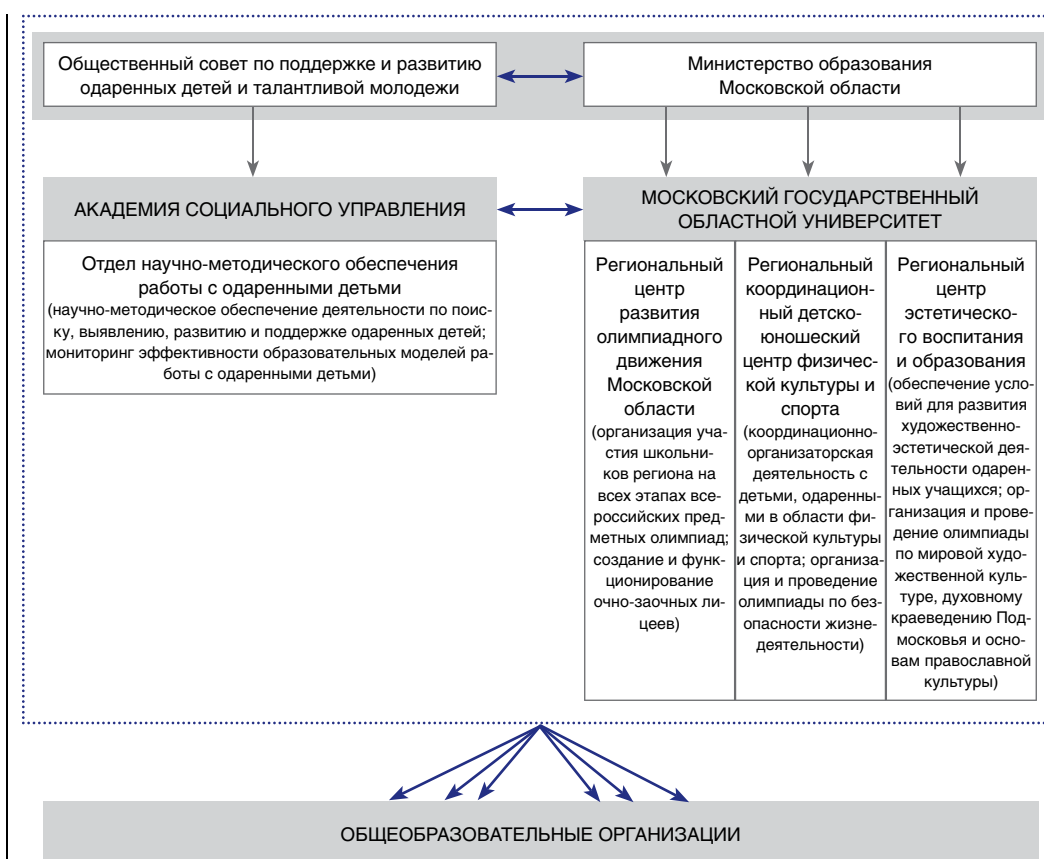 Общественный совет по поддержке и развитию
одаренных детей и талантливой молодежи
Министерство образования
Московской области
АКАДЕМИЯ СОЦИАЛЬНОГО УПРАВЛЕНИЯ
МОСКОВСКИЙ ГОСУДАРСТВЕННЫЙ
ОБЛАСТНОЙ УНИВЕРСИТЕТ
Отдел научно-методического обеспечения
работы с одаренными детьми
(научно-методическое обеспечение деятельности по поис-
ку, выявлению, развитию и поддержке одаренных детей;
мониторинг эффективности образовательных моделей ра-
боты с одаренными детьми)
Региональный
центр
развития
олимпиадного
движения
Московской
области
(организация уча-
стия школьни-
ков региона на
всех этапах все-
российских пред-
метных олимпиад;
создание и функ-
ционирование
очно-заочных ли-
цеев)
Региональный
координацион-
ный детско-
юношеский
центр физичес-
кой культуры и
спорта
(координационно-
организаторская
деятельность с
детьми, одаренны-
ми в области фи-
зической культуры
и спорта; организа-
ция и проведение
олимпиады по без-
опасности жизне-
деятельности)
Региональный
центр
эстетическо-
го воспитания
и образования
(обеспечение усло-
вий для развития
художественно-
эстетической дея-
тельности одарен-
ных учащихся; ор-
ганизация и прове-
дение олимпиады
по мировой худо-
жественной куль-
туре, духовному
краеведению Под-
московья и осно-
вам православной
культуры)
ОБЩЕОБРАЗОВАТЕЛЬНЫЕ ОРГАНИЗАЦИИ